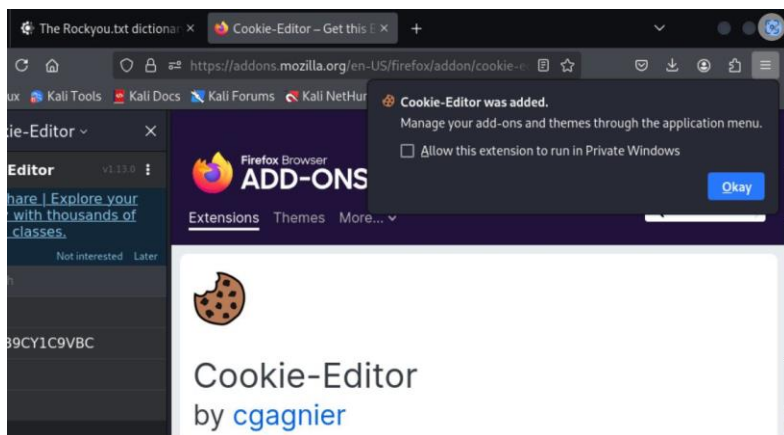 The Rockyou.txt dictionar
Cookie-Editor – Get this E
https://addons.mozilla.org/en-US/firefox/addon/cookie-e
ux Kali Tools Kali Docs Kali Forums Kali NetHur
Cookie-Editor was added.
Manage your add-ons and themes through the application menu.
Allow this extension to run in Private Windows
Okay
kie-Editor
Editor v1.13.0
hare | Explore your
with thousands of
classes.
Not interested Later
h
39CY1C9VBC
Firefox Browser
ADD-ONS
Extensions Themes More...
Cookie-Editor
by cgagnier